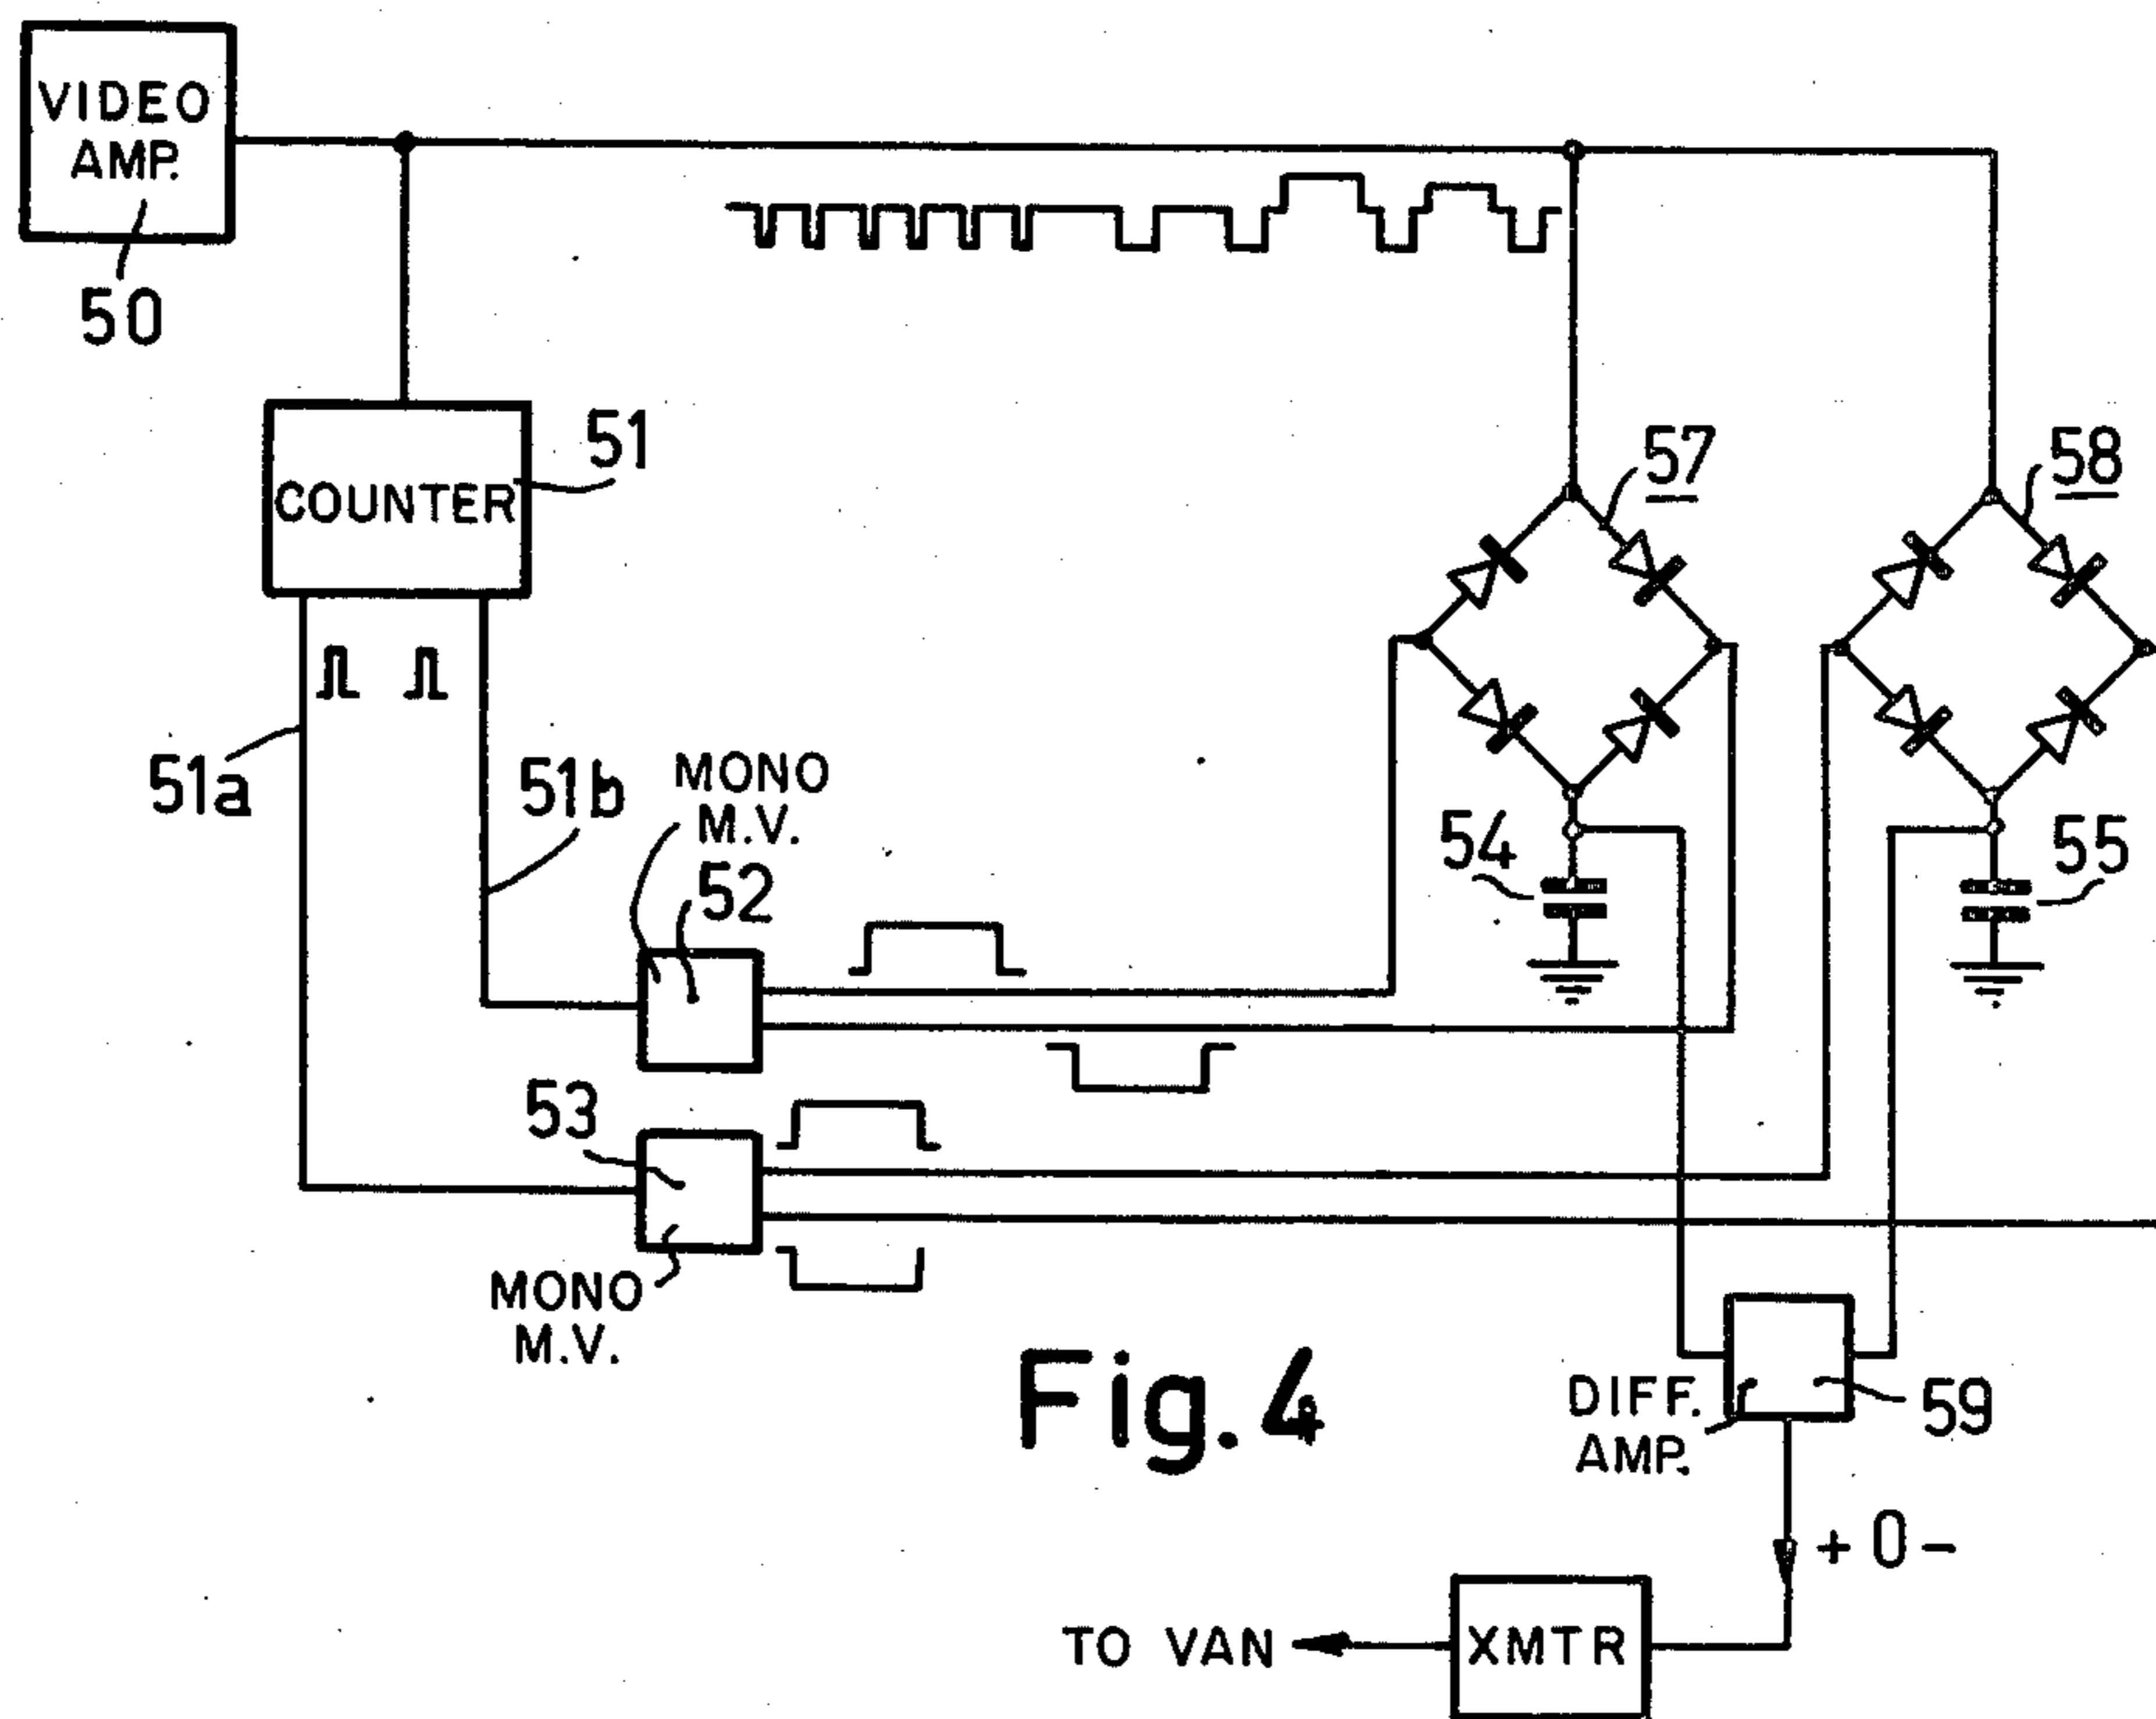 VIDEO
AMP.
50
COUNTER
51
57
58
51a
51b
MONO
M.V.
52
54
55
53
MONO
M.V.
Fig.4
DIFF.
AMP.
59
+ 0 -
TO VAN
XMTR